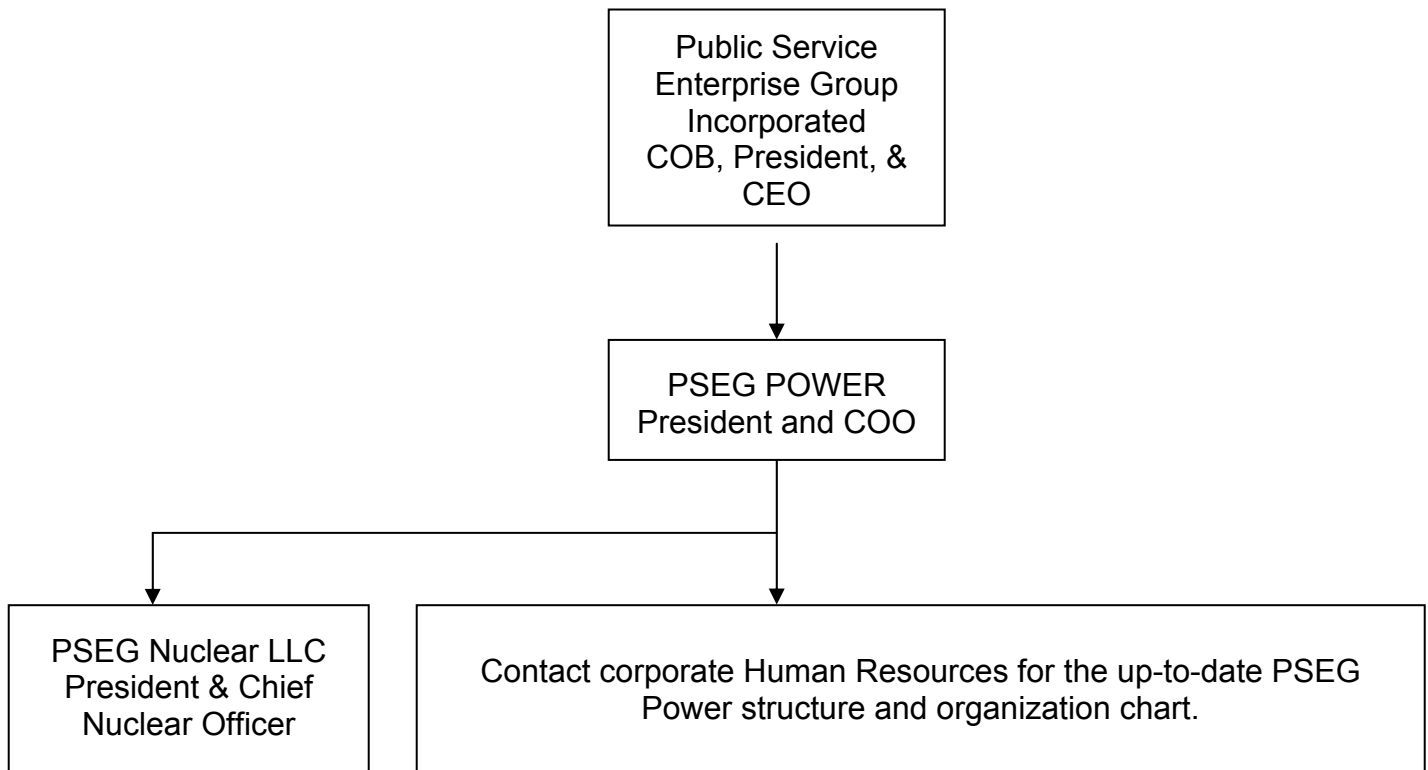 Public Service
Enterprise Group
Incorporated
COB, President, &
CEO
PSEG POWER
President and COO
PSEG Nuclear LLC
President & Chief
Nuclear Officer
Contact corporate Human Resources for the up-to-date PSEG
Power structure and organization chart.